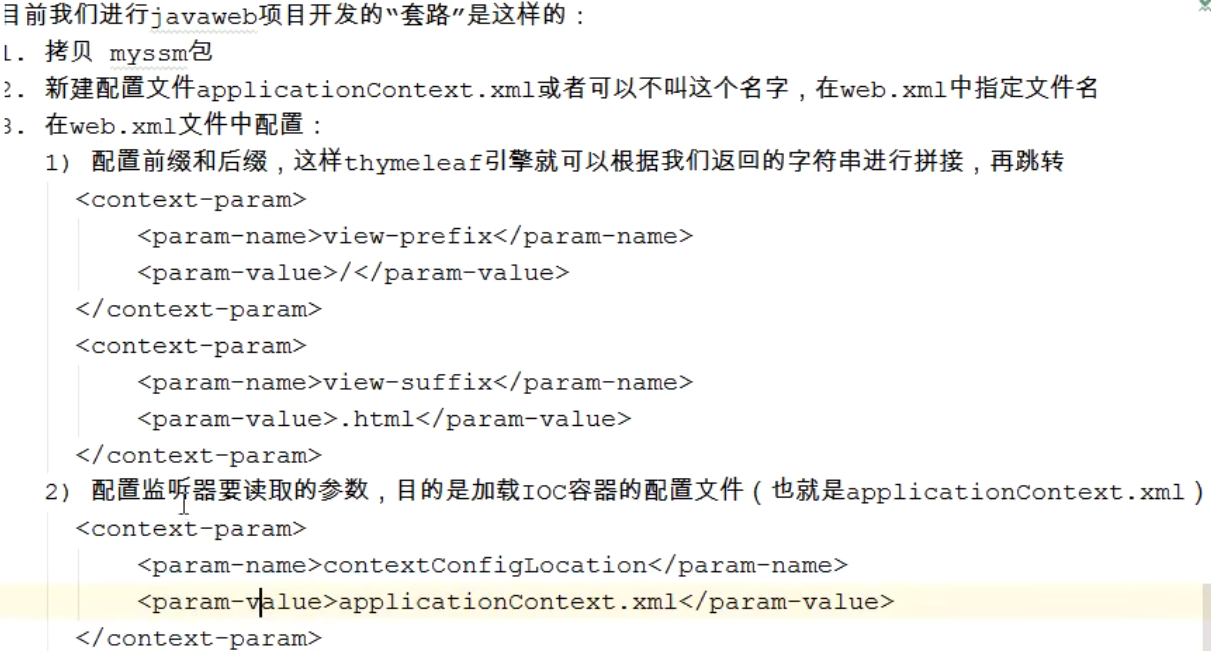 目前我们进行javaweb项目开发的“套路”是这样的：
1. 拷贝 myssm包
2. 新建配置文件applicationContext.xml或者可以不叫这个名字，在web.xml中指定文件名
3. 在web.xml文件中配置：
1) 配置前缀和后缀，这样thymeleaf引擎就可以根据我们返回的字符串进行拼接，再跳转
<context-param>
<param-name>view-prefix</param-name>
<param-value>/</param-value>
</context-param>
<context-param>
<param-name>view-suffix</param-name>
<param-value>.html</param-value>
</context-param>
2) 配置监听器要读取的参数，目的是加载IOC容器的配置文件（也就是applicationContext.xml）
<context-param>
<param-name>contextConfigLocation</param-name>
<param-value>applicationContext.xml</param-value>
</context-param>